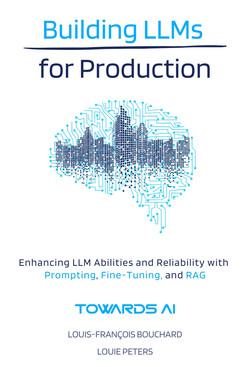 Building LLMs
for Production
Enhancing LLM Abilities and Reliability with
Prompting, Fine-Tuning, and RAG
TOWARDS AI
LOUIS-FRANÇOIS BOUCHARD
LOUIE PETERS